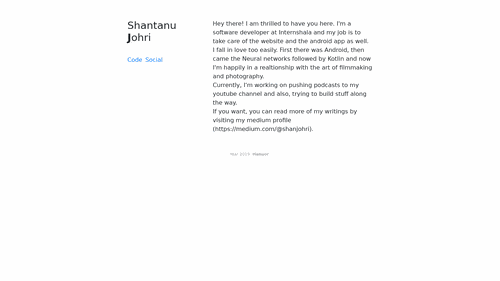 Shantanu
Johri
Code Social
Hey there! I am thrilled to have you here. I'm a
software developer at Internshala and my job is to
take care of the website and the android app as well.
I fall in love too easily. First there was Android, then
came the Neural networks followed by Kotlin and now
I'm happily in a realtionship with the art of filmmaking
and photography.
Currently, I'm working on pushing podcasts to my
youtube channel and also, trying to build stuff along
the way.
If you want, you can read more of my writings by
visiting my medium profile
(https://medium.com/@shanjohri).